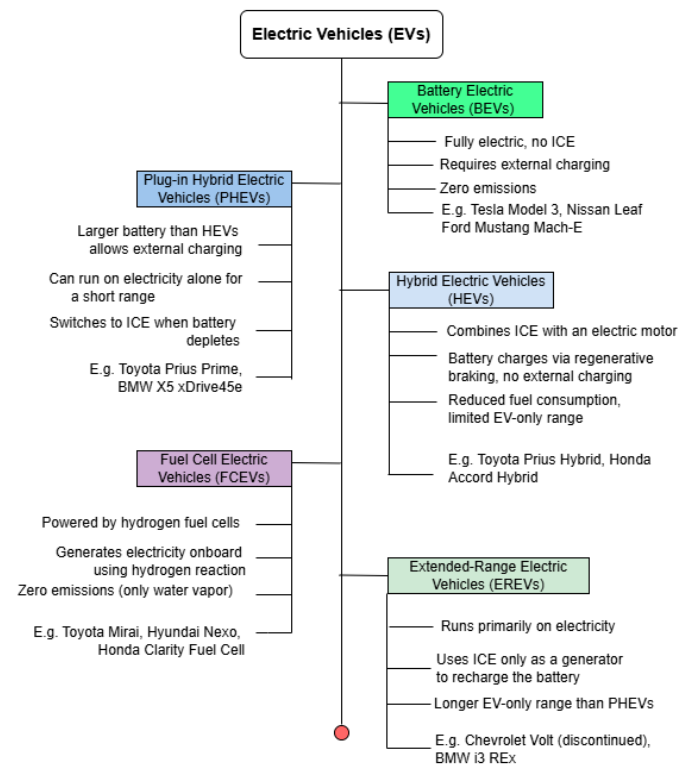 Electric Vehicles (EVs)
Battery Electric
Vehicles (BEVs)
Fully electric, no ICE
Requires external charging
Zero emissions
E.g. Tesla Model 3, Nissan Leaf
Ford Mustang Mach-E
Plug-in Hybrid Electric
Vehicles (PHEVs)
Larger battery than HEVs
allows external charging
Can run on electricity alone for
a short range
Switches to ICE when battery
depletes
E.g. Toyota Prius Prime,
BMW X5 xDrive45e
Hybrid Electric Vehicles
(HEVs)
Combines ICE with an electric motor
Battery charges via regenerative
braking, no external charging
Reduced fuel consumption,
limited EV-only range
E.g. Toyota Prius Hybrid, Honda
Accord Hybrid
Fuel Cell Electric
Vehicles (FCEVs)
Powered by hydrogen fuel cells
Generates electricity onboard
using hydrogen reaction
Zero emissions (only water vapor)
E.g. Toyota Mirai, Hyundai Nexo,
Honda Clarity Fuel Cell
Extended-Range Electric
Vehicles (EREVs)
Runs primarily on electricity
Uses ICE only as a generator
to recharge the battery
Longer EV-only range than PHEVs
E.g. Chevrolet Volt (discontinued),
BMW i3 REx